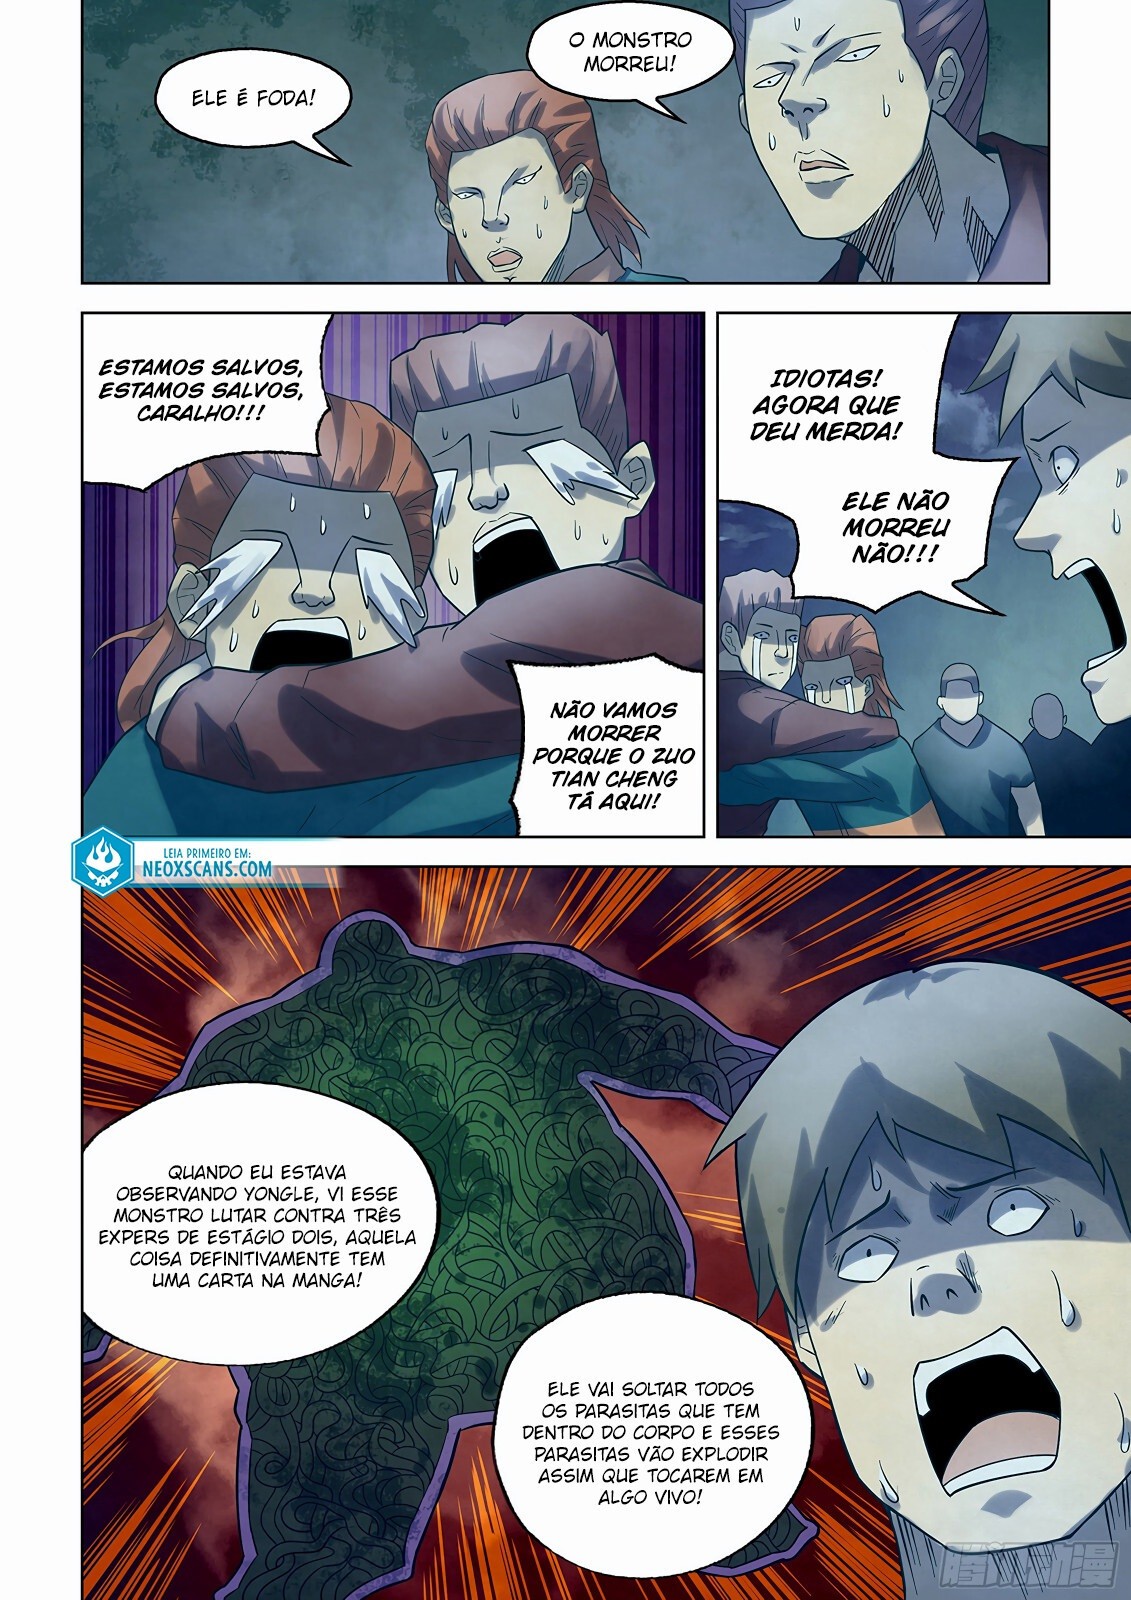 O MONSTRO
MORREU!
ELE É FODA!
ESTAMOS SALVOS,
ESTAMOS SALVOS,
CARALHO!!!
NÃO VAMOS
MORRER
PORQUE O ZUO
TIAN CHENG
TÁ AQUI!
IDIOTAS!
AGORA QUE
DEU MERDA!
ELE NÃO
MORREU
NÃO!!!
LEIA PRIMEIRO EM:
NEOXSCANS.COM
QUANDO EU ESTAVA
OBSERVANDO YONGLE, VI ESSE
MONSTRO LUTAR CONTRA TRÊS
EXPERS DE ESTÁGIO DOIS, AQUELA
COISA DEFINITIVAMENTE TEM
UMA CARTA NA MANGA!
ELE VAI SOLTAR TODOS
OS PARASITAS QUE TEM
DENTRO DO CORPO E ESSES
PARASITAS VÃO EXPLODIR
ASSIM QUE TOCAREM EM
ALGO VIVO!
腾讯动漫